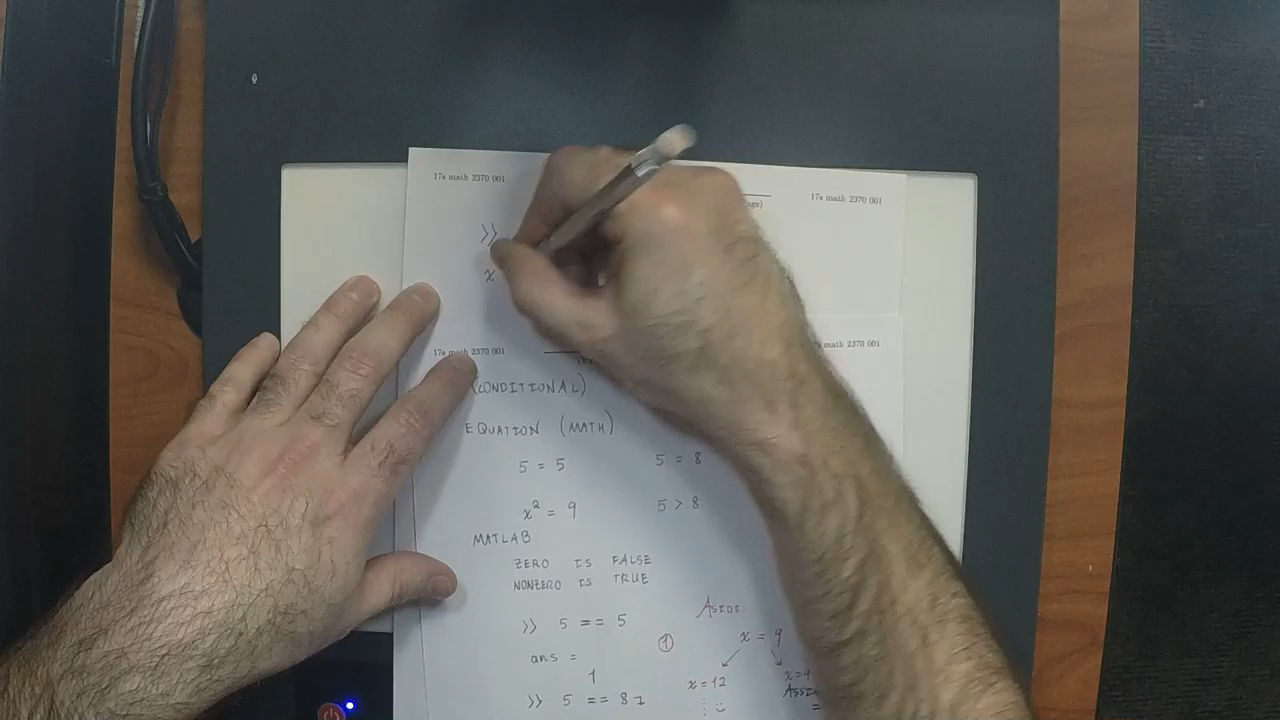 17s math 2370 001
age)
17s math 2370 001
>>
x
17s math 2370 001
17s math 2370 001
(CONDITIONAL)
EQUATION (MATH)
5 = 5
5 = 8
x² = 9
5 > 8
MATLAB
ZERO IS FALSE
NONZERO IS TRUE
ASIDE:
>> 5 == 5
①
x = 9
ans =
1
x=12
>> 5 == 8